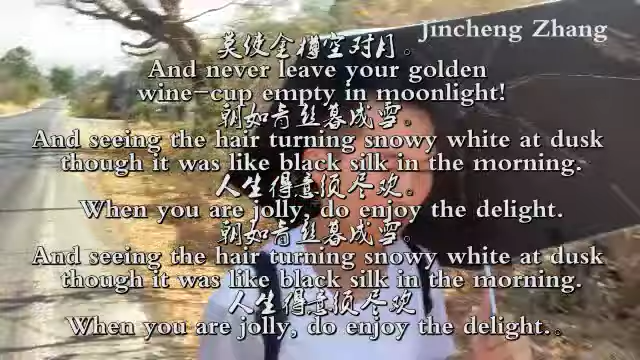 Jincheng Zhang
莫使金樽空对月。
And never leave your golden
wine-cup empty in moonlight!
朝如青丝暮成雪。
And seeing the hair turning snowy white at dusk
though it was like black silk in the morning.
人生得意须尽欢。
When you are jolly, do enjoy the delight.
朝如青丝暮成雪。
And seeing the hair turning snowy white at dusk
though it was like black silk in the morning.
人生得意须尽欢
When you are jolly, do enjoy the delight.。